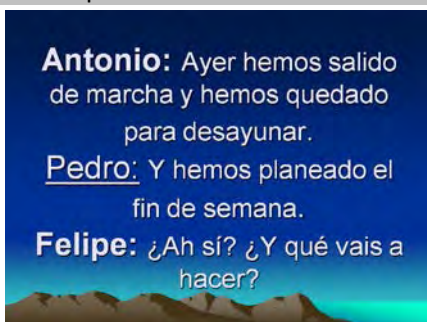 Antonio: Ayer hemos salido
de marcha y hemos quedado
para desayunar.
Pedro: Y hemos planeado el
fin de semana.
Felipe: ¿Ah sí? ¿Y qué vais a
hacer?